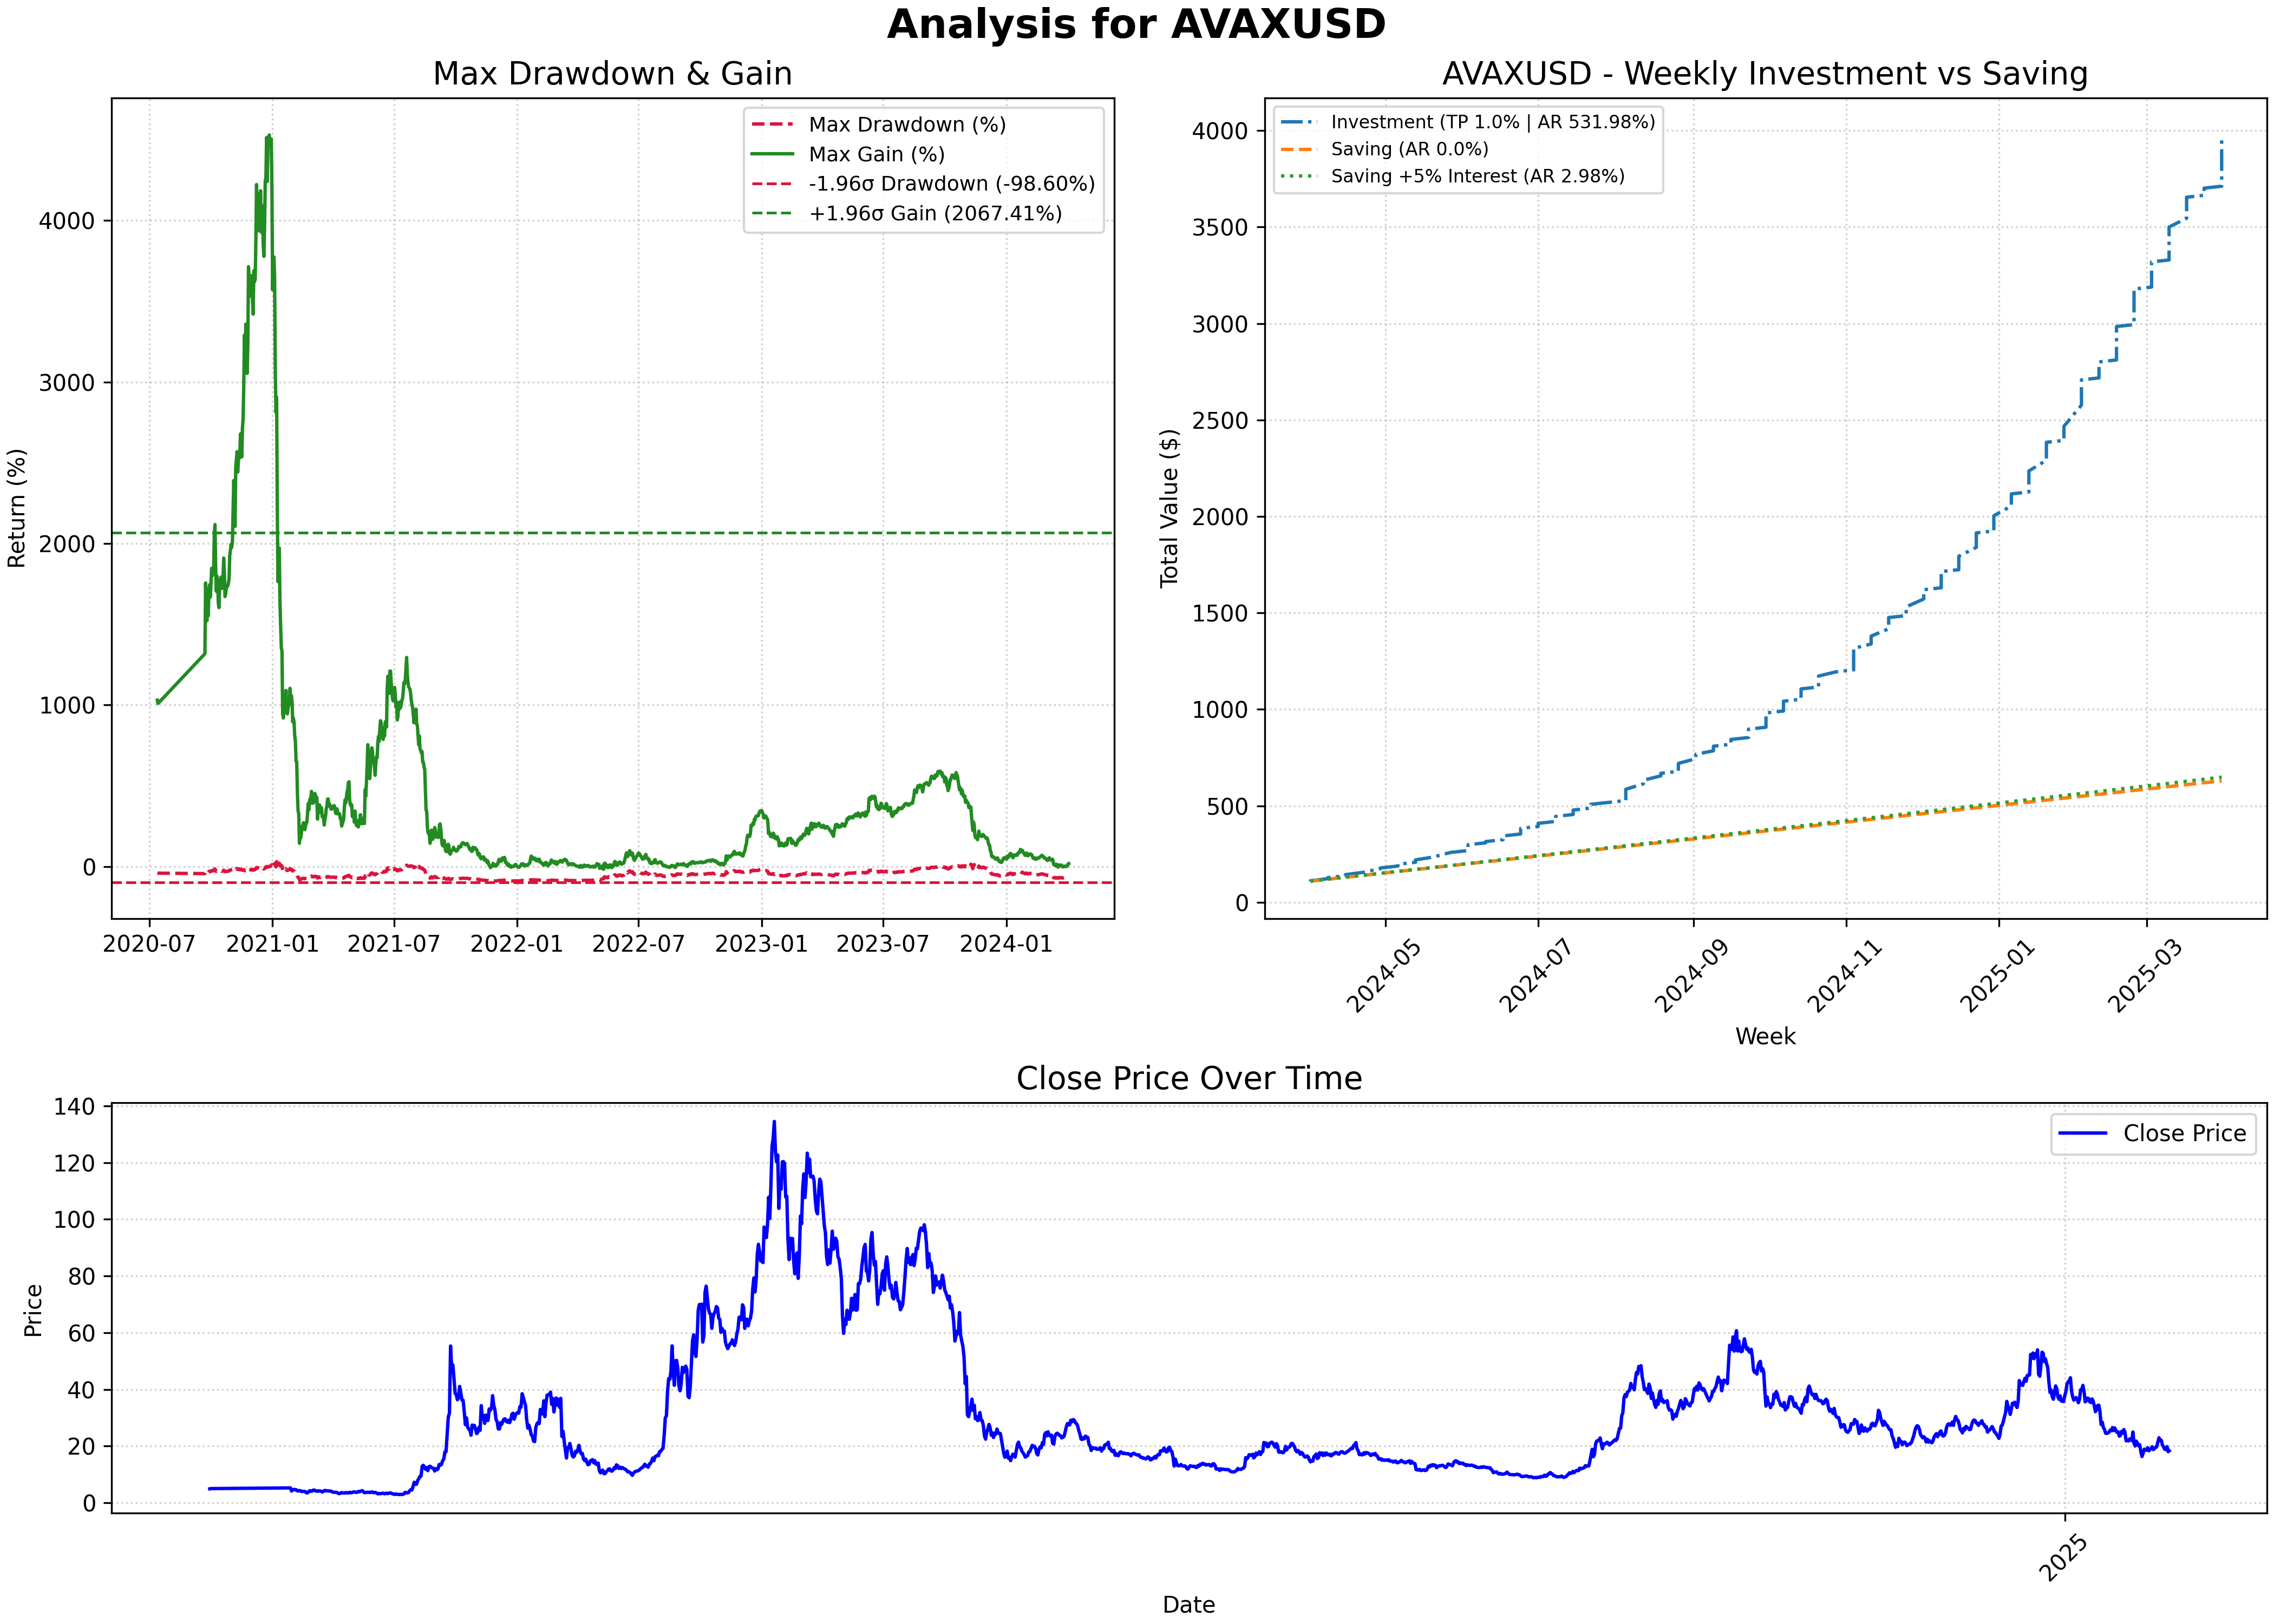 Analysis for AVAXUSD
Max Drawdown & Gain
Return (%)
4000
3000
2000
1000
0
Max Drawdown (%)
Max Gain (%)
-1.96σ Drawdown (-98.60%)
+1.96σ Gain (2067.41%)
2020-07
2021-01
2021-07
2022-01
2022-07
2023-01
2023-07
2024-01
AVAXUSD - Weekly Investment vs Saving
Total Value ($)
4000
3500
3000
2500
2000
1500
1000
500
0
Investment (TP 1.0% | AR 531.98%)
Saving (AR 0.0%)
Saving +5% Interest (AR 2.98%)
2024-05
2024-07
2024-09
2024-11
2025-01
2025-03
Week
Close Price Over Time
Price
140
120
100
80
60
40
20
0
Close Price
2025
Date